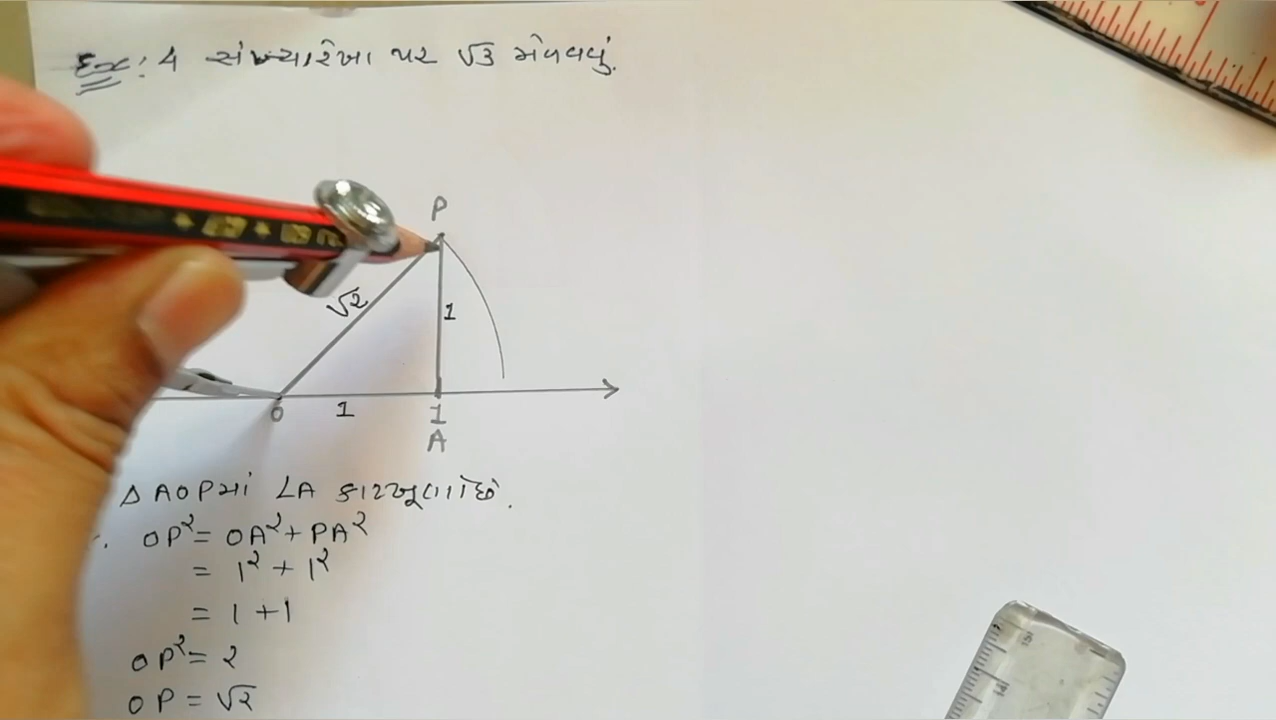 Ex: 4 સંખ્યારેખા પર √3 મેળવવું.
P
√2
1
0
1
1
A
△ AOPમાં ∠A કાટખૂણો છે.
∴ OP² = OA² + PA²
= 1² + 1²
= 1 + 1
OP² = 2
OP = √2